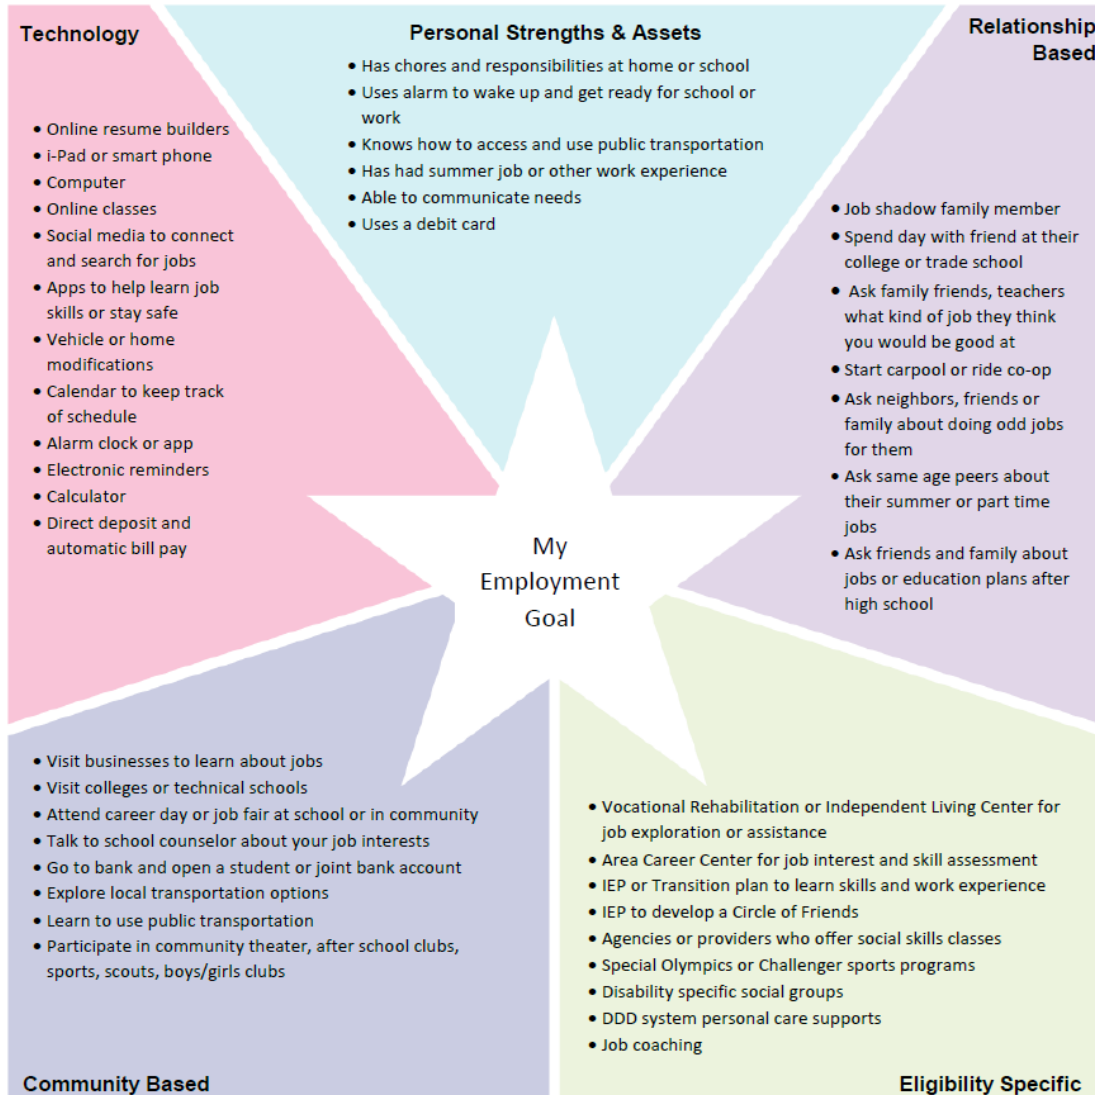 Technology
• Online resume builders
• i-Pad or smart phone
• Computer
• Online classes
• Social media to connect
and search for jobs
• Apps to help learn job
skills or stay safe
• Vehicle or home
modifications
• Calendar to keep track
of schedule
• Alarm clock or app
• Electronic reminders
• Calculator
• Direct deposit and
automatic bill pay
Personal Strengths & Assets
• Has chores and responsibilities at home or school
• Uses alarm to wake up and get ready for school or
work
• Knows how to access and use public transportation
• Has had summer job or other work experience
• Able to communicate needs
• Uses a debit card
Relationship
Based
• Job shadow family member
• Spend day with friend at their
college or trade school
• Ask family friends, teachers
what kind of job they think
you would be good at
• Start carpool or ride co-op
• Ask neighbors, friends or
family about doing odd jobs
for them
• Ask same age peers about
their summer or part time
jobs
• Ask friends and family about
jobs or education plans after
high school
My
Employment
Goal
• Visit businesses to learn about jobs
• Visit colleges or technical schools
• Attend career day or job fair at school or in community
• Talk to school counselor about your job interests
• Go to bank and open a student or joint bank account
• Explore local transportation options
• Learn to use public transportation
• Participate in community theater, after school clubs,
sports, scouts, boys/girls clubs
Community Based
• Vocational Rehabilitation or Independent Living Center for
job exploration or assistance
• Area Career Center for job interest and skill assessment
• IEP or Transition plan to learn skills and work experience
• IEP to develop a Circle of Friends
• Agencies or providers who offer social skills classes
• Special Olympics or Challenger sports programs
• Disability specific social groups
• DDD system personal care supports
• Job coaching
Eligibility Specific